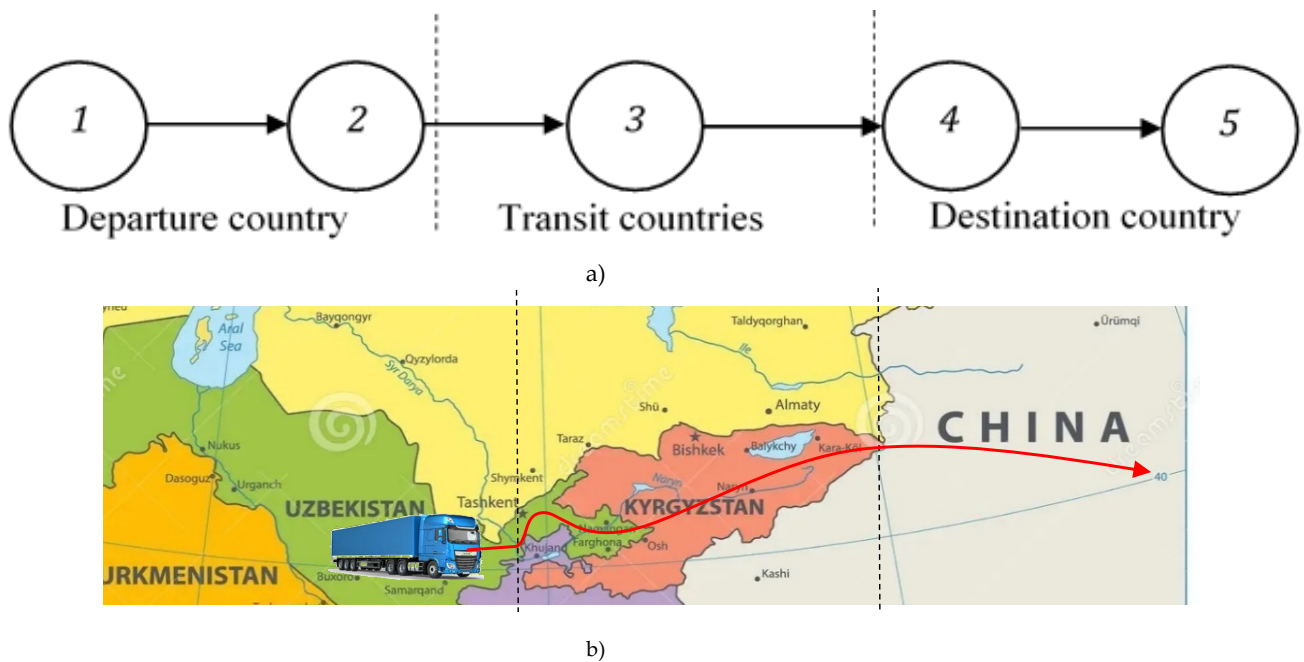 1 2 3 4 5
Departure country Transit countries Destination country
a)
Aral
Sea
Bayqongyr
Taldyqorghan
Ürümqi
Qyzylorda
Ile
Syr Darya
Shü
Almaty
CHINA
Taraz
Bishkek
Balykchy
Kara-Köl
Nukus
Dasoguz
Urganch
Shymkent
Naryn
Naryn
40
UZBEKISTAN
Tashkent
KYRGYZSTAN
Namangan
Khujand
Farghona
Osh
URKMENISTAN
Buxoro
Samarqand
Kashi
b)